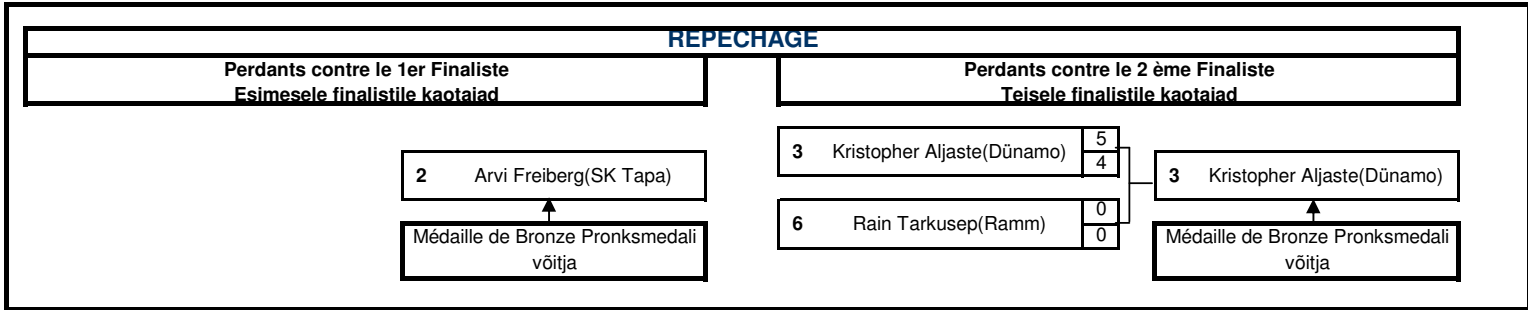 REPECHAGE
Perdants contre le 1er Finaliste
Esimesele finalistile kaotaiad
Perdants contre le 2 ème Finaliste
Teisele finalistile kaotaiad
2 Arvi Freiberg(SK Tapa)
Médaille de Bronze Pronksmedali
võitja
3 Kristopher Aljaste(Dünamo) 5
4
6 Rain Tarkusep(Ramm) 0
0
3 Kristopher Aljaste(Dünamo)
Médaille de Bronze Pronksmedali
võitja